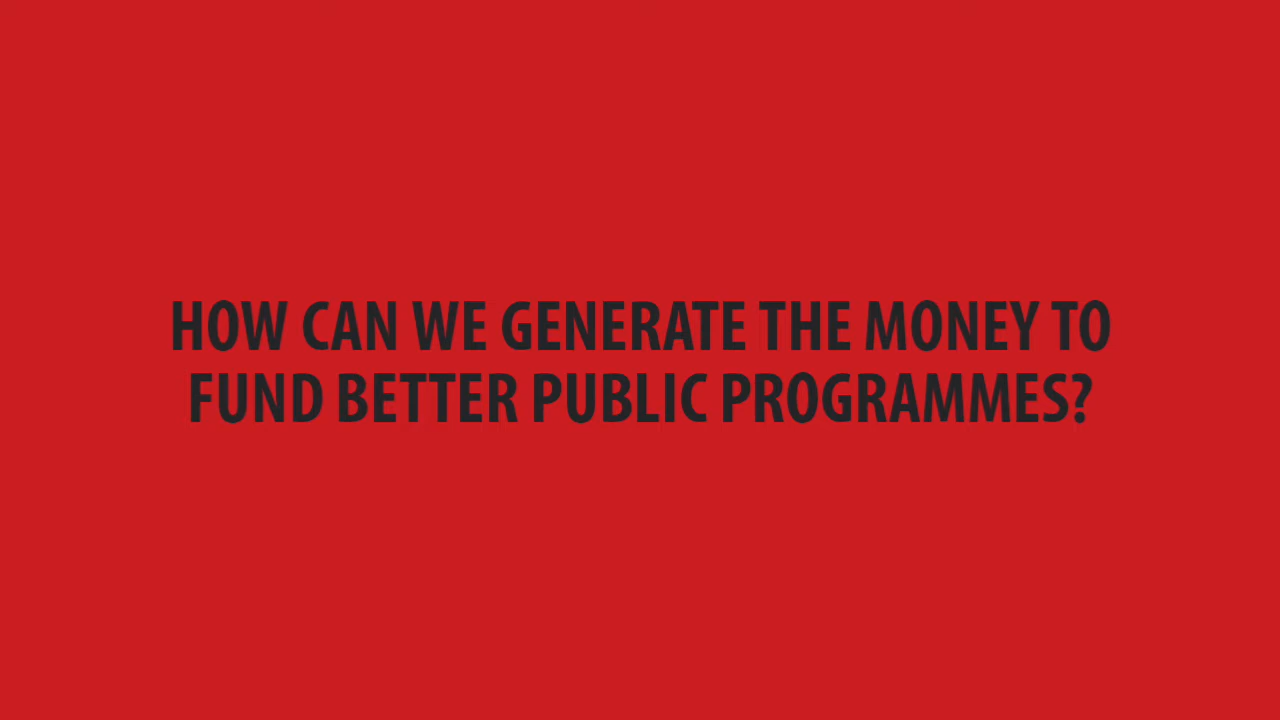 HOW CAN WE GENERATE THE MONEY TO
FUND BETTER PUBLIC PROGRAMMES?